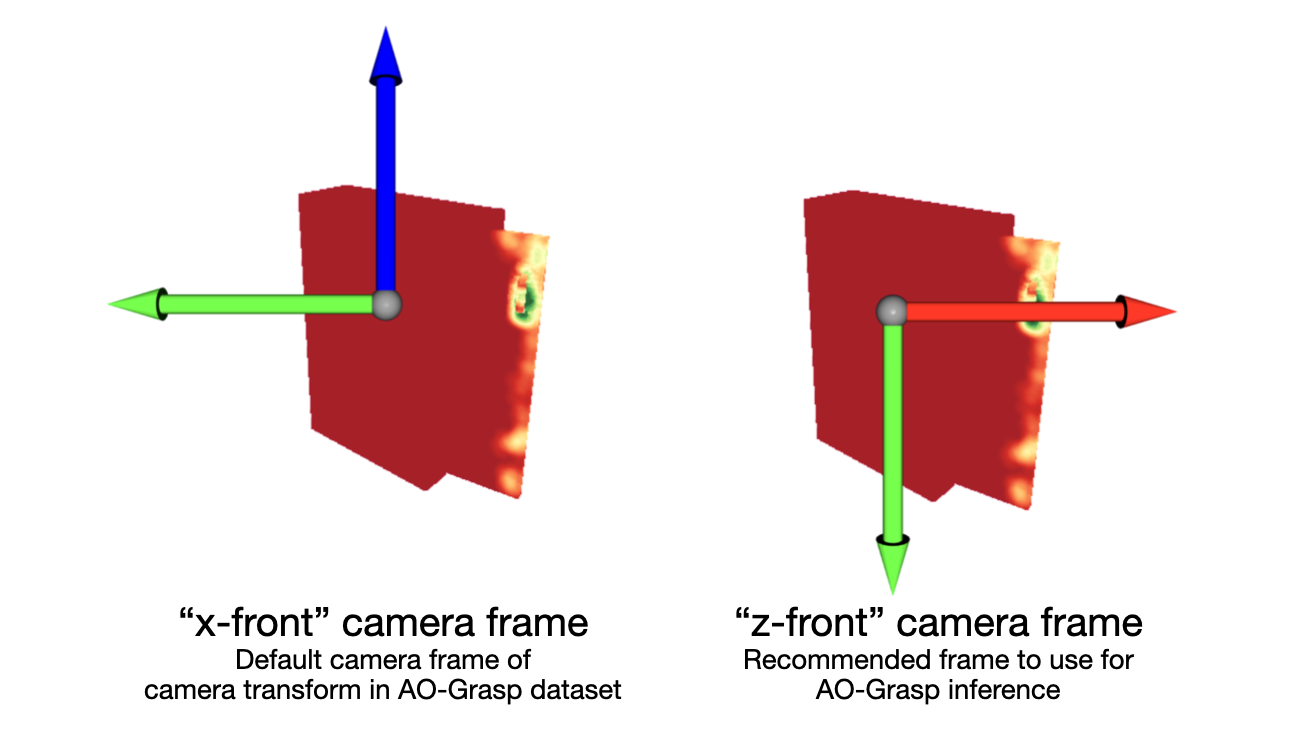 “x-front” camera frame
Default camera frame of
camera transform in AO-Grasp dataset
“z-front” camera frame
Recommended frame to use for
AO-Grasp inference